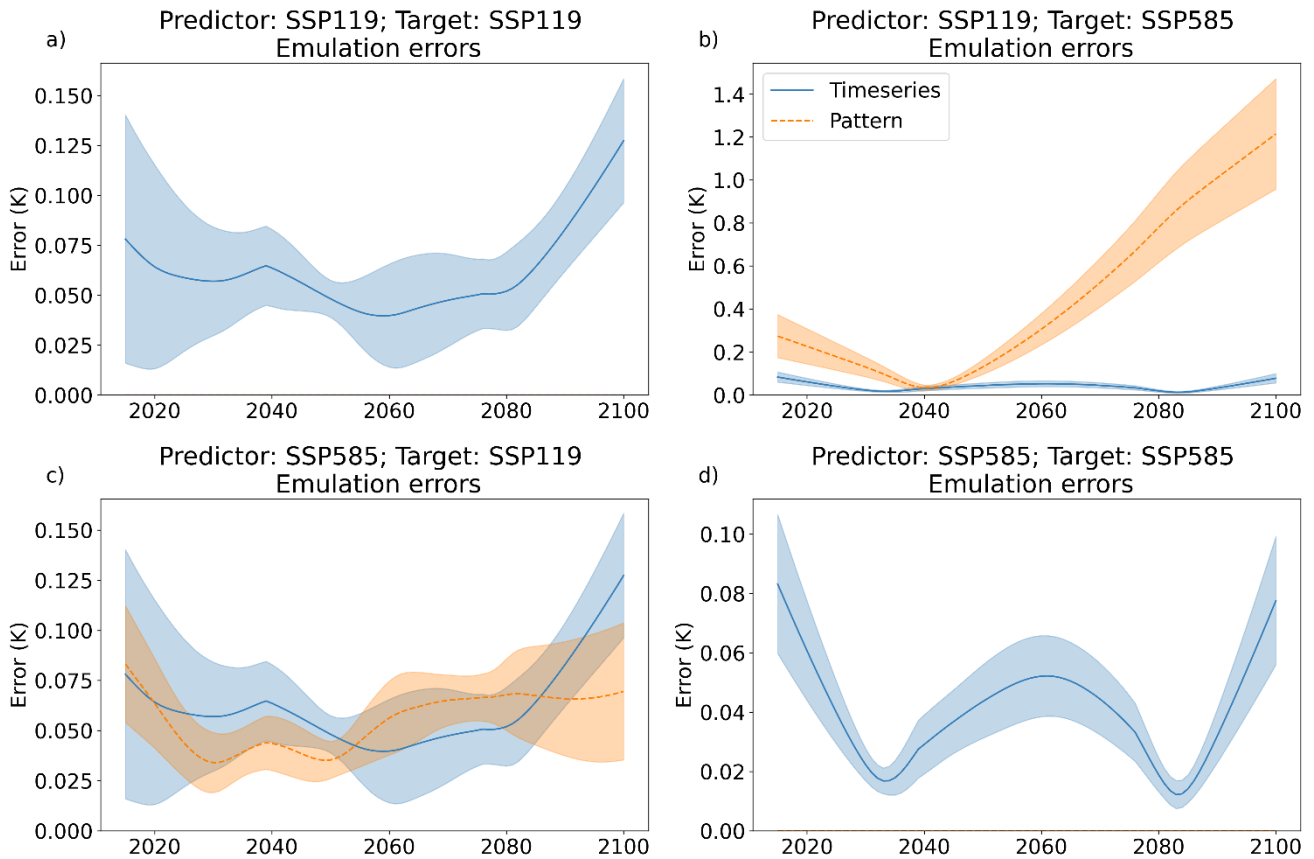 a)
Predictor: SSP119; Target: SSP119
Emulation errors
Error (K)
0.150
0.125
0.100
0.075
0.050
0.025
0.000
2020 2040 2060 2080 2100
b)
Predictor: SSP119; Target: SSP585
Emulation errors
Timeseries
Pattern
Error (K)
1.4
1.2
1.0
0.8
0.6
0.4
0.2
0.0
2020 2040 2060 2080 2100
c)
Predictor: SSP585; Target: SSP119
Emulation errors
Error (K)
0.150
0.125
0.100
0.075
0.050
0.025
0.000
2020 2040 2060 2080 2100
d)
Predictor: SSP585; Target: SSP585
Emulation errors
Error (K)
0.10
0.08
0.06
0.04
0.02
0.00
2020 2040 2060 2080 2100